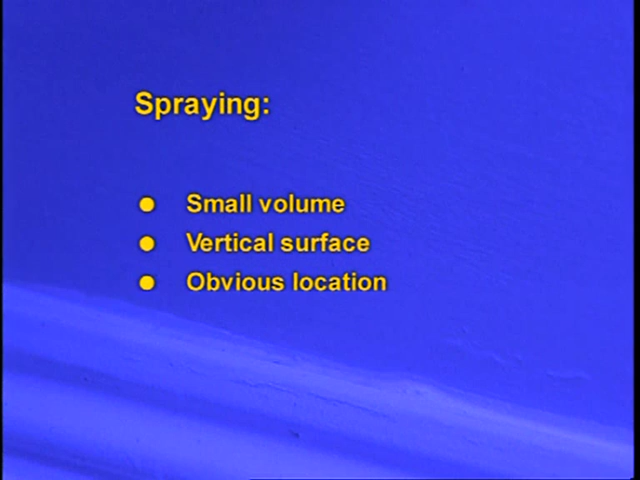 Spraying:
● Small volume
● Vertical surface
● Obvious location